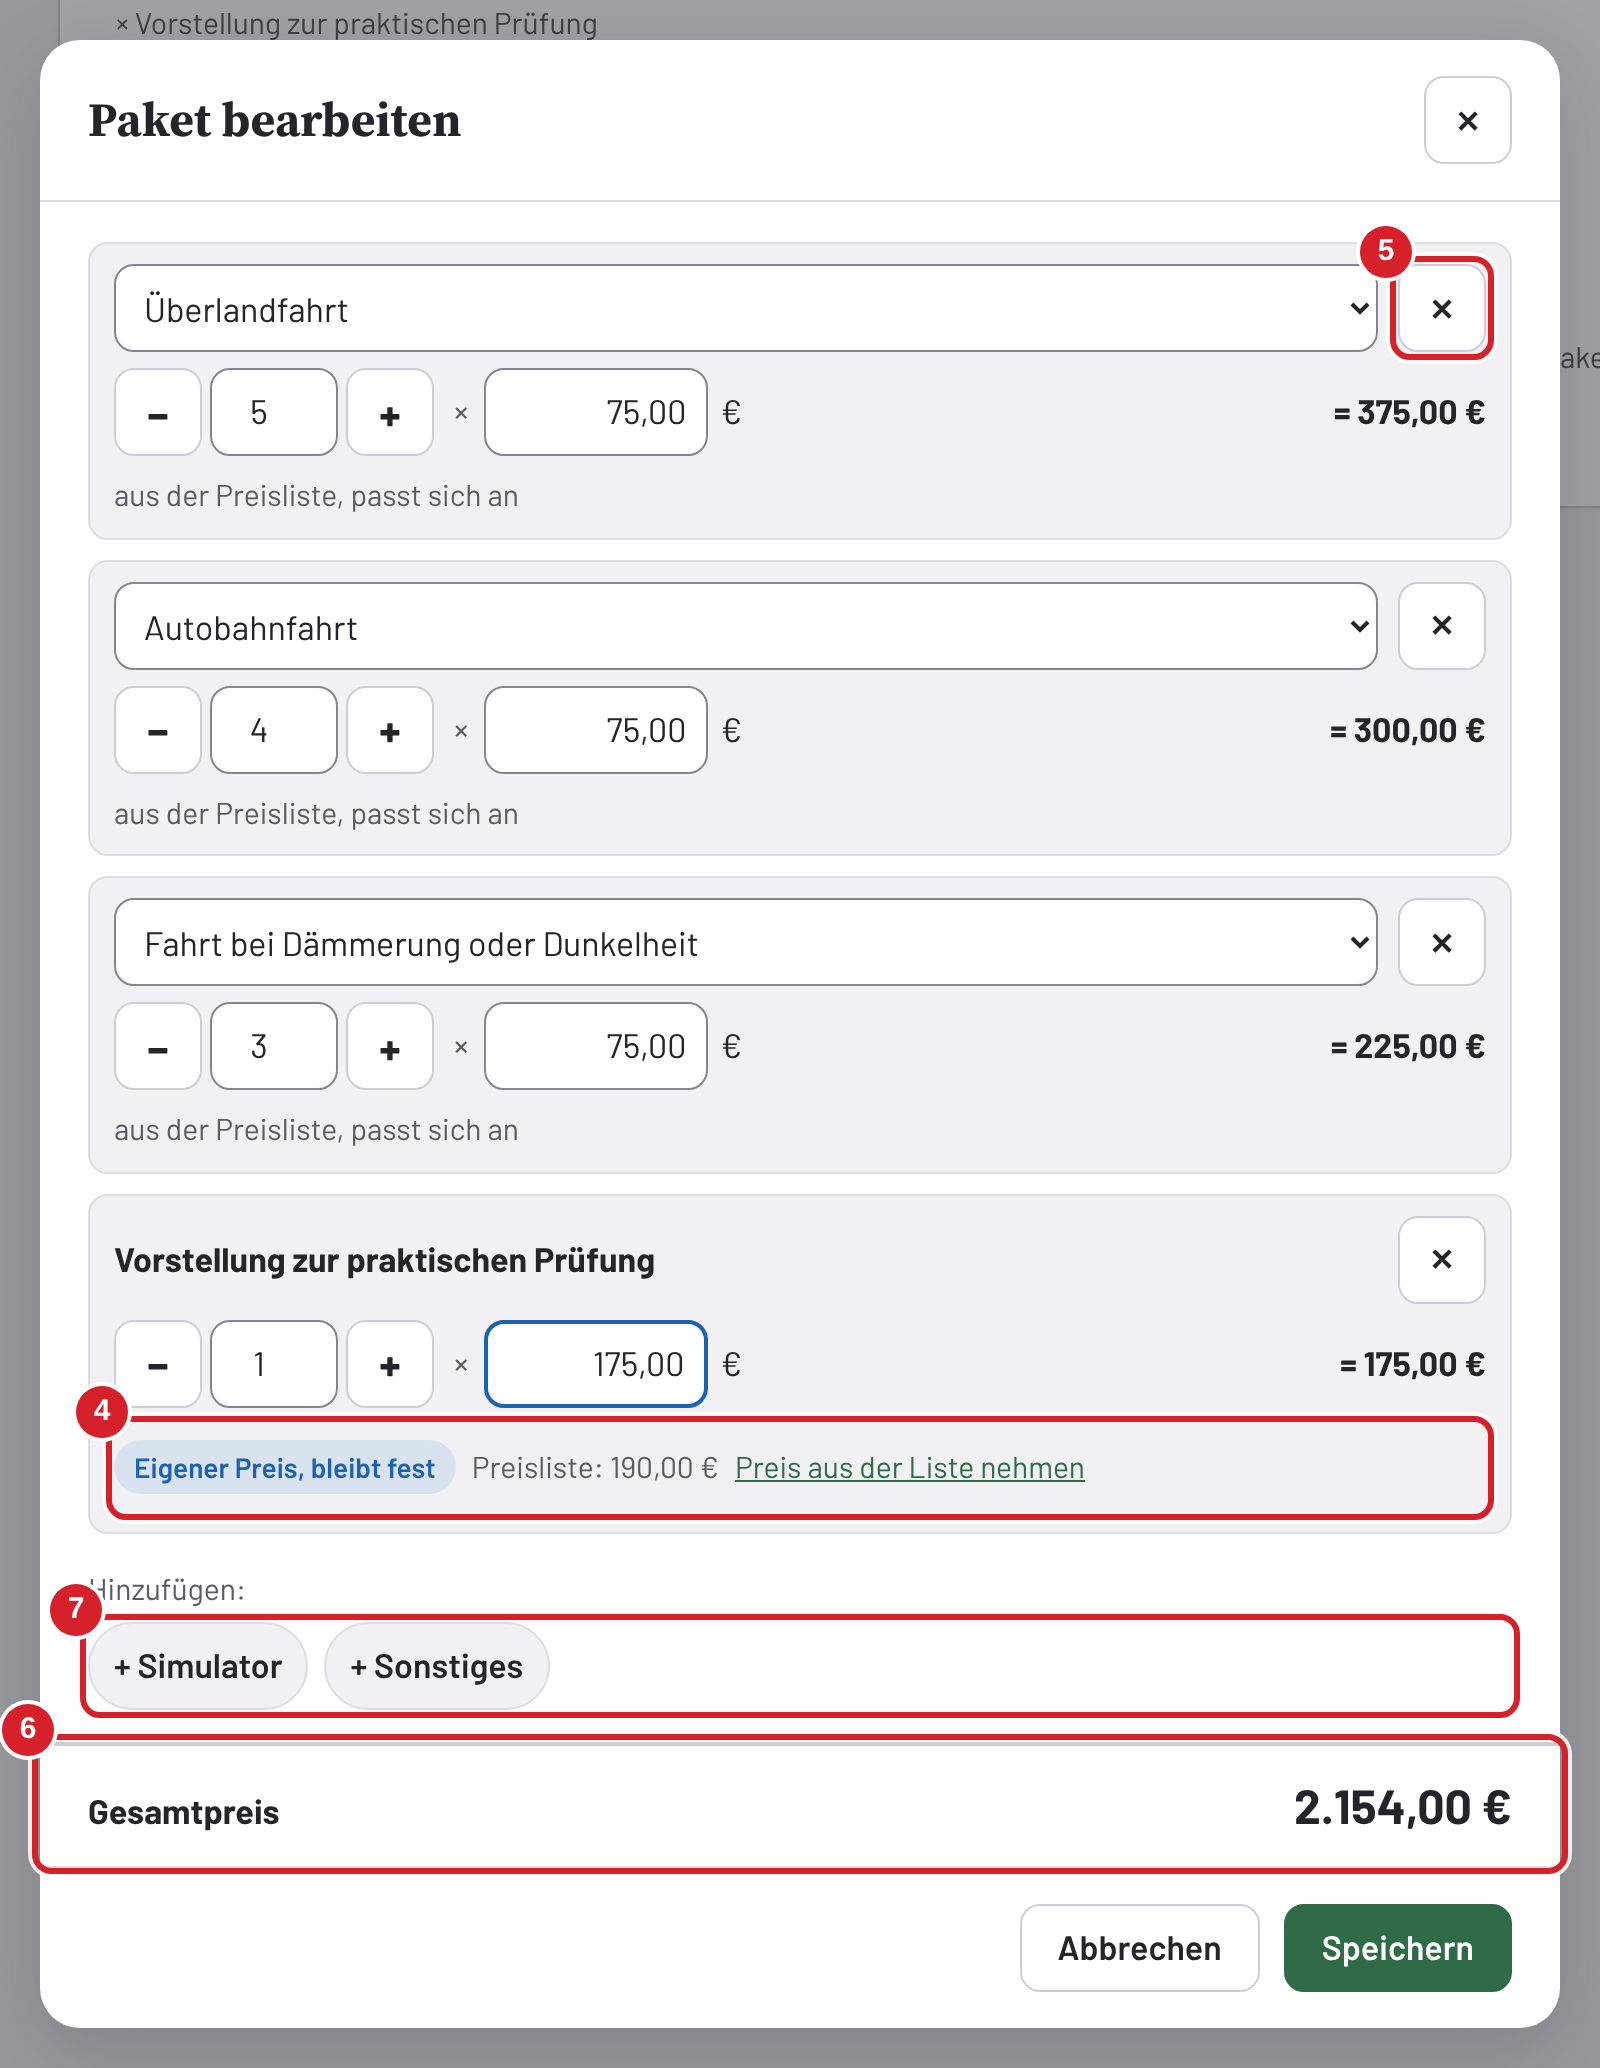 × Vorstellung zur praktischen Prüfung
Paket bearbeiten
×
5
Überlandfahrt
×
– 5 + × 75,00 € = 375,00 €
aus der Preisliste, passt sich an
Autobahnfahrt
×
– 4 + × 75,00 € = 300,00 €
aus der Preisliste, passt sich an
Fahrt bei Dämmerung oder Dunkelheit
×
– 3 + × 75,00 € = 225,00 €
aus der Preisliste, passt sich an
Vorstellung zur praktischen Prüfung
×
– 1 + × 175,00 € = 175,00 €
4
Eigener Preis, bleibt fest Preisliste: 190,00 € Preis aus der Liste nehmen
Hinzufügen:
7
+ Simulator + Sonstiges
6
Gesamtpreis 2.154,00 €
Abbrechen Speichern